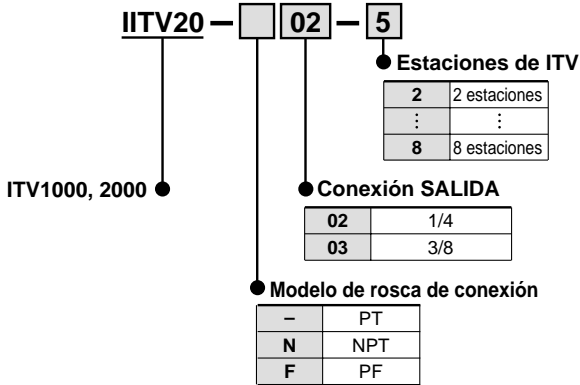 IITV20 – 02 – 5
Estaciones de ITV
2 2 estaciones
⋮ ⋮
8 8 estaciones
ITV1000, 2000
Conexión SALIDA
02 1/4
03 3/8
Modelo de rosca de conexión
– PT
N NPT
F PF